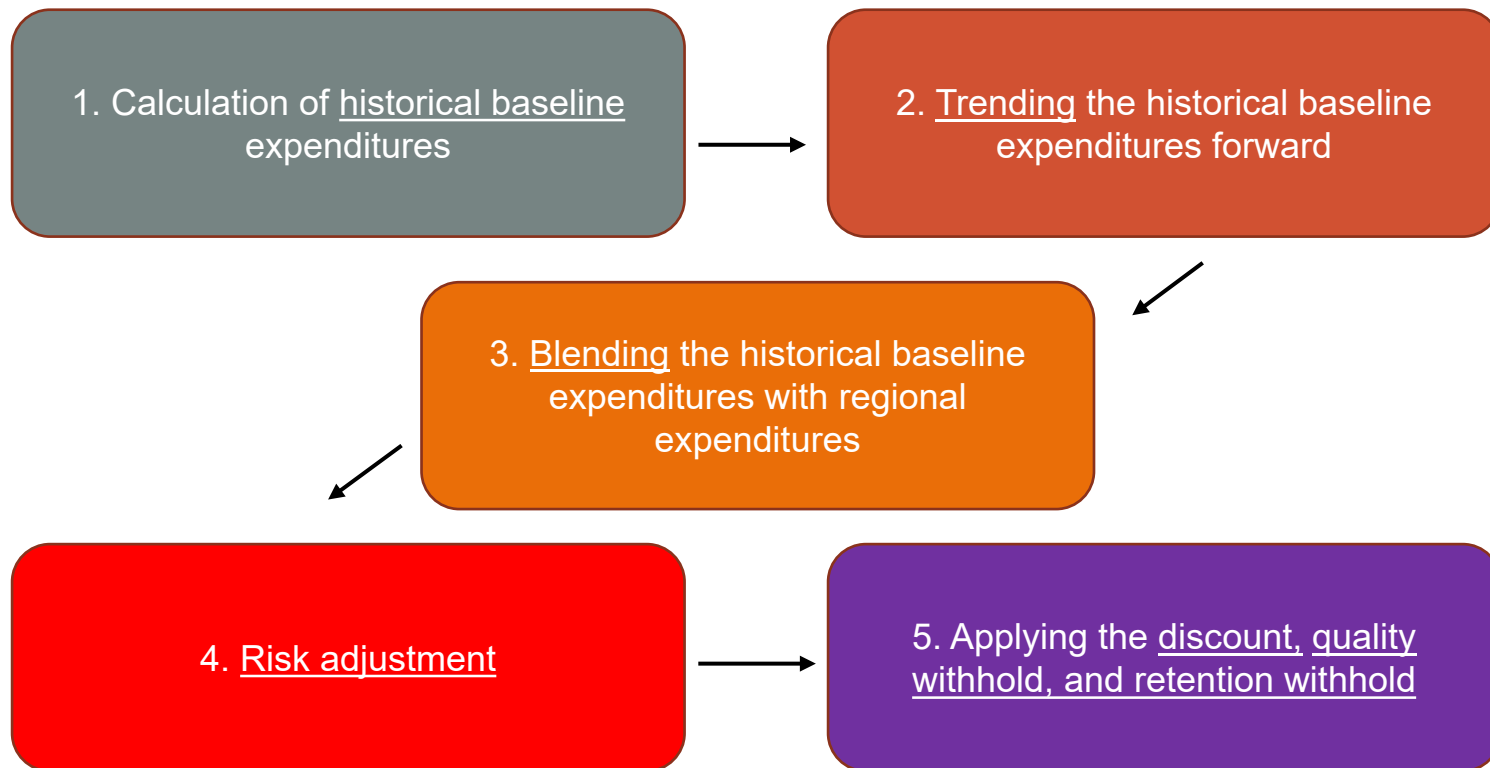 1. Calculation of historical baseline
expenditures
2. Trending the historical baseline
expenditures forward
3. Blending the historical baseline
expenditures with regional
expenditures
4. Risk adjustment
5. Applying the discount, quality
withhold, and retention withhold